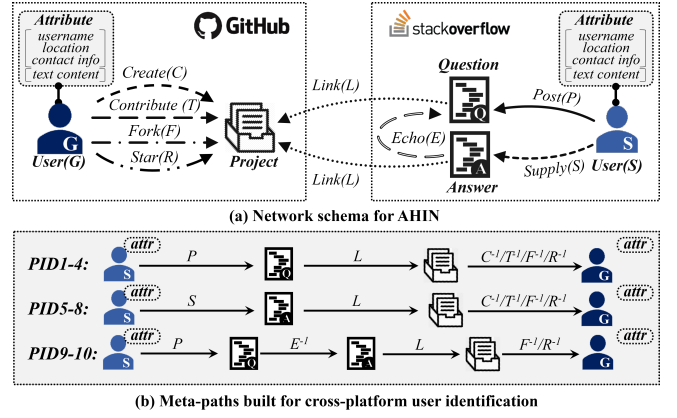 Attribute
username
location
contact info
text content
GitHub
Create(C)
Contribute (T)
Fork(F)
Star(R)
G
User(G)
Project
Link(L)
Link(L)
stackoverflow
Question
Q
Echo(E)
A
Answer
Post(P)
Supply(S)
Attribute
username
location
contact info
text content
S
User(S)
(a) Network schema for AHIN
PID1-4: attr S P Q L C⁻¹/T⁻¹/F⁻¹/R⁻¹ G attr
PID5-8: attr S S A L C⁻¹/T⁻¹/F⁻¹/R⁻¹ G attr
PID9-10: attr S P Q E⁻¹ A L F⁻¹/R⁻¹ G attr
(b) Meta-paths built for cross-platform user identification